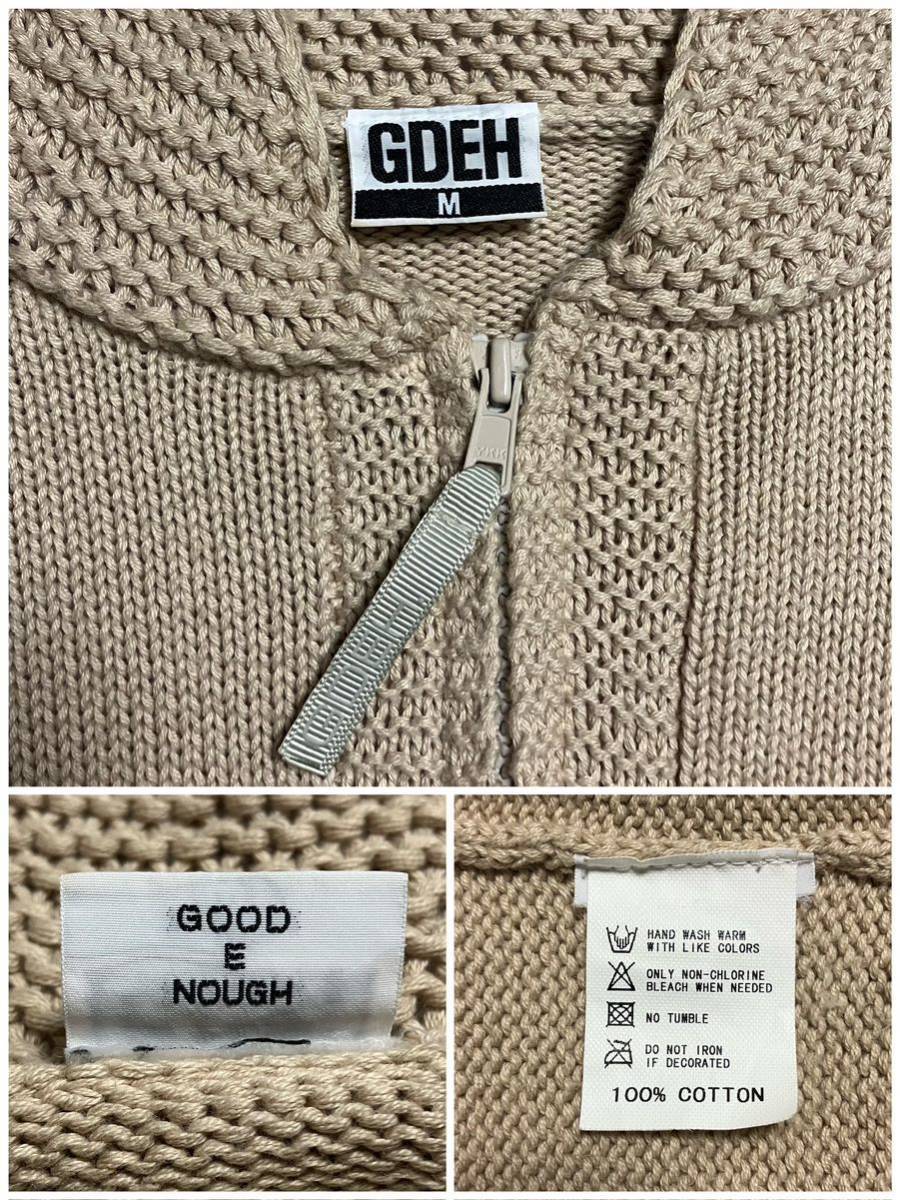 GDEH
M
YKK
GOOD
E
NOUGH
HAND WASH WARM
WITH LIKE COLORS
ONLY NON-CHLORINE
BLEACH WHEN NEEDED
NO TUMBLE
DO NOT IRON
IF DECORATED
100% COTTON